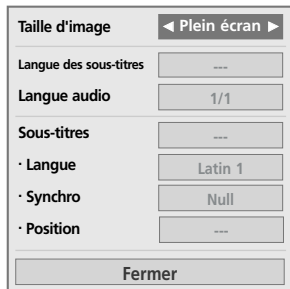 Taille d'image ◄ Plein écran ►
Langue des sous-titres ---
Langue audio 1/1
Sous-titres ---
· Langue Latin 1
· Synchro Null
· Position ---
Fermer